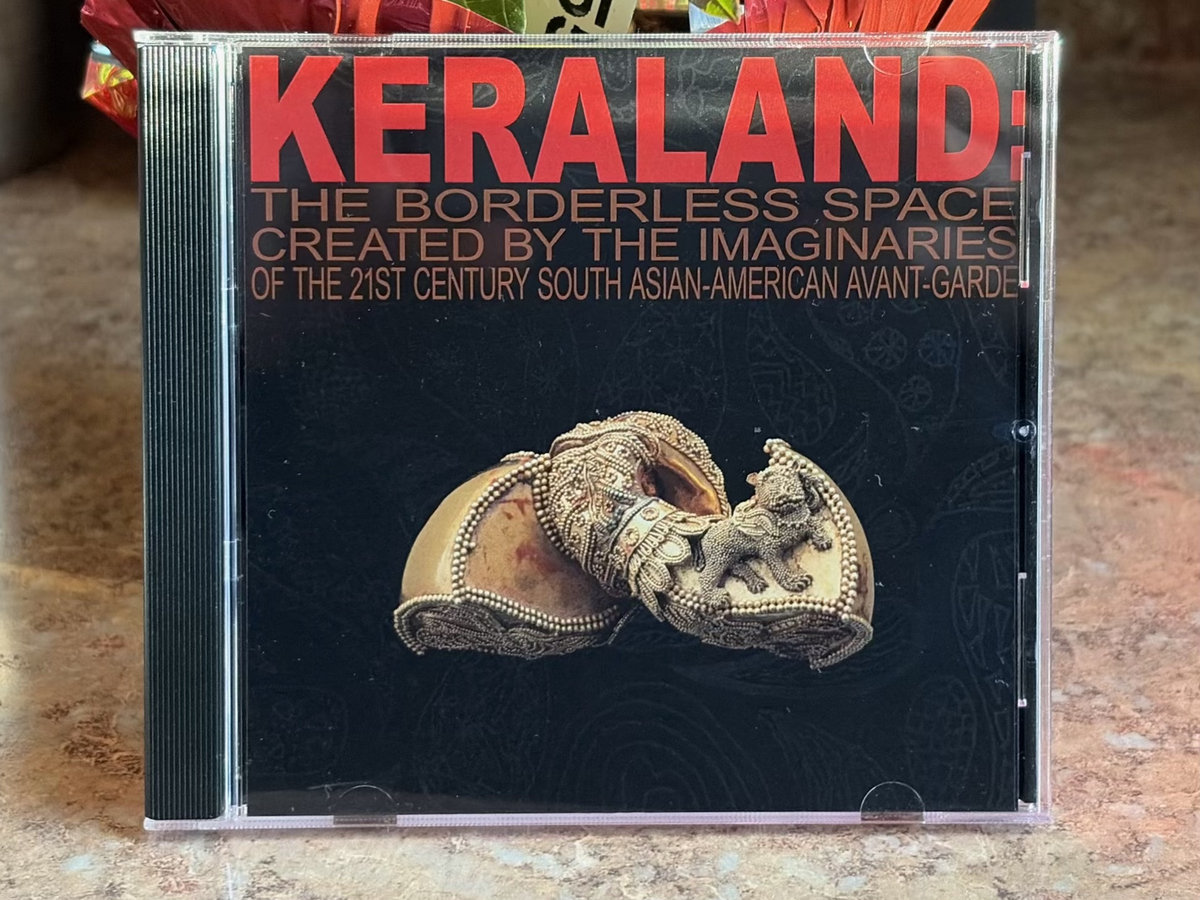 KERALAND:
THE BORDERLESS SPACE
CREATED BY THE IMAGINARIES
OF THE 21ST CENTURY SOUTH ASIAN-AMERICAN AVANT-GARDE